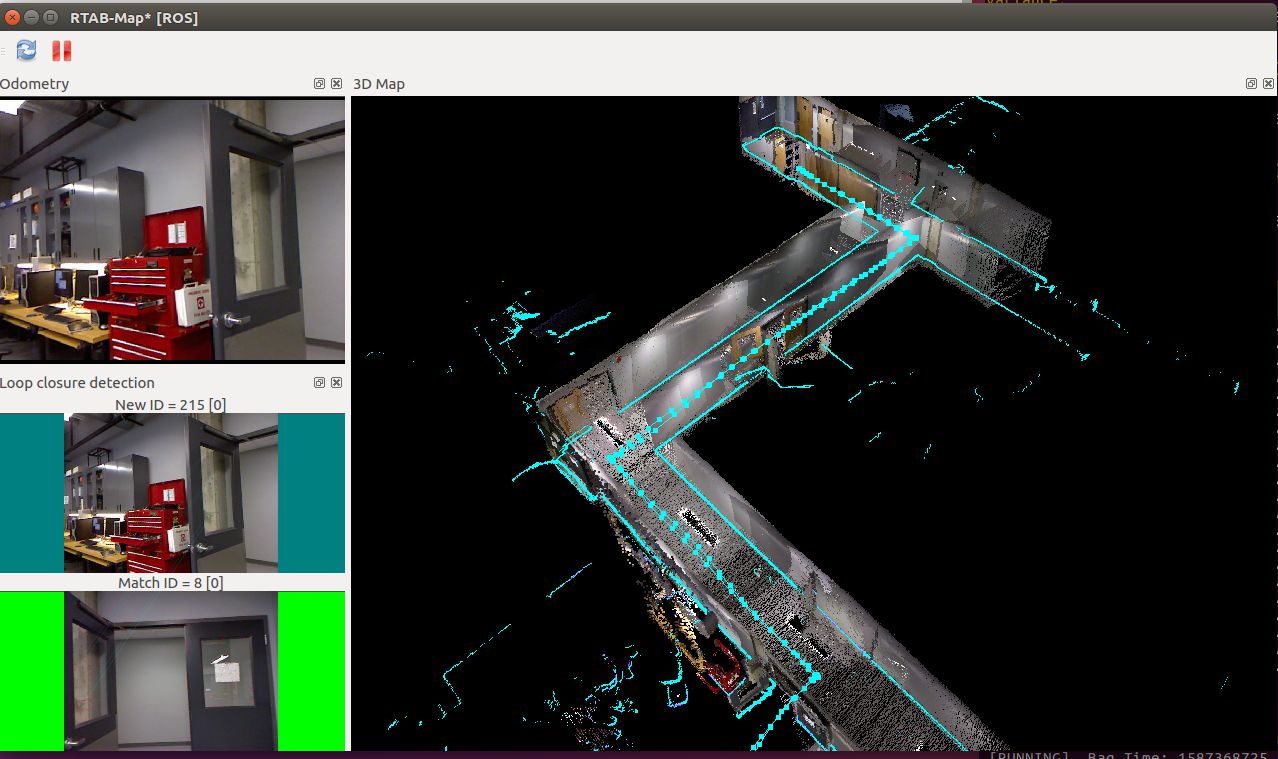 variance:
RTAB-Map* [ROS]
Odometry
3D Map
Loop closure detection
New ID = 215 [0]
Match ID = 8 [0]
[RUNNING] Bag Time: 1587368725